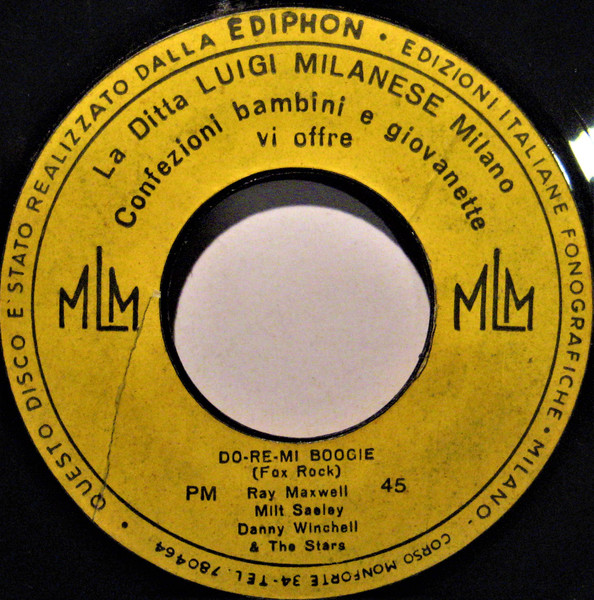 QUESTO DISCO E' STATO REALIZZATO DALLA EDIPHON • EDIZIONI ITALIANE FONOGRAFICHE • MILANO - CORSO MONFORTE 34 - TEL. 780464 •
La Ditta LUIGI MILANESE Milano
Confezioni bambini e giovanette
vi offre
MLM
MLM
DO-RE-MI BOOGIE
(Fox Rock)
PM Ray Maxwell 45
Milt Saeley
Danny Winchell
& The Stars